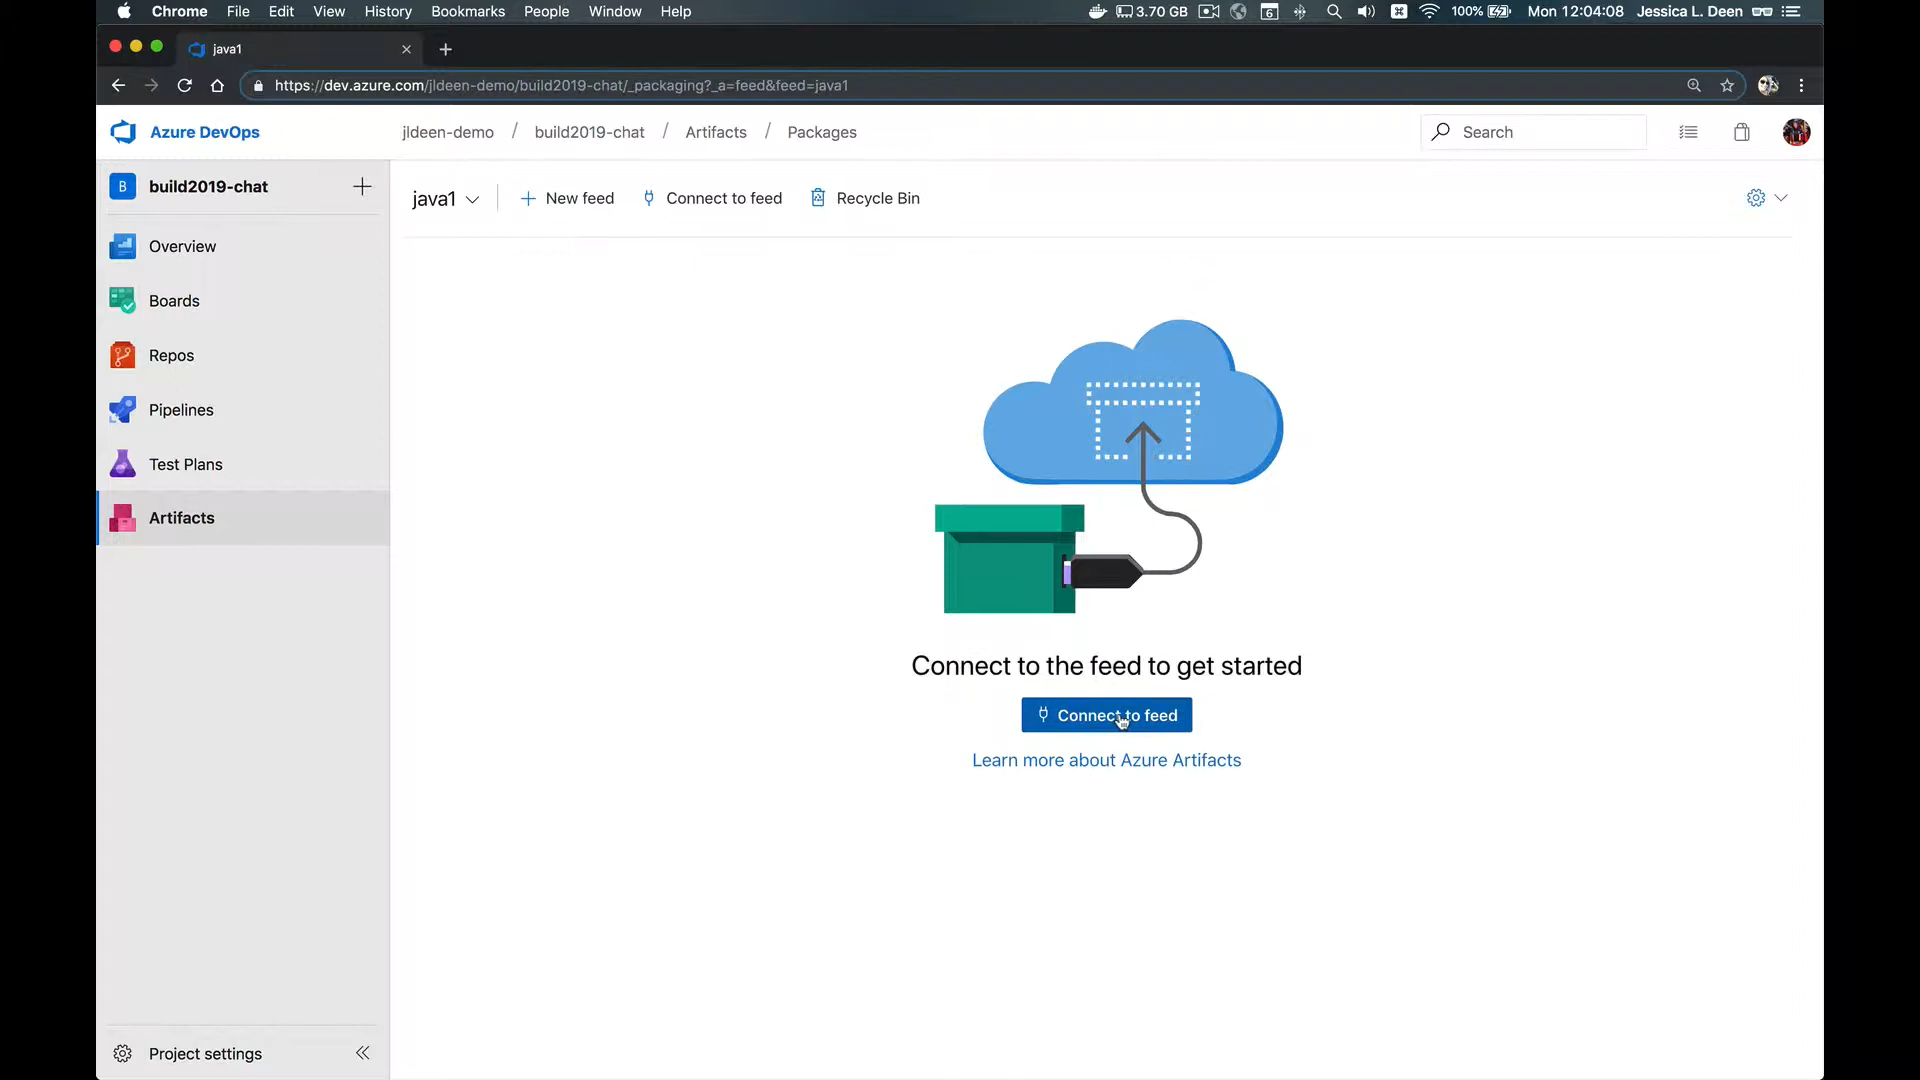 Chrome File Edit View History Bookmarks People Window Help 3.70 GB 6 100% Mon 12:04:08 Jessica L. Deen
java1
https://dev.azure.com/jldeen-demo/build2019-chat/_packaging?_a=feed&feed=java1
Azure DevOps jldeen-demo / build2019-chat / Artifacts / Packages Search
B build2019-chat
java1 New feed Connect to feed Recycle Bin
Overview
Boards
Repos
Pipelines
Test Plans
Artifacts
Connect to the feed to get started
Connect to feed
Learn more about Azure Artifacts
Project settings